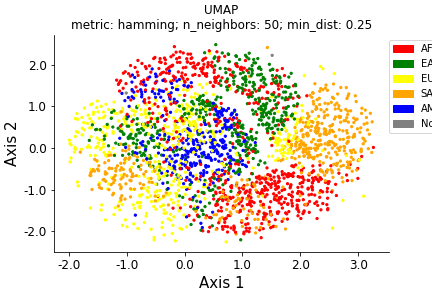 UMAP
metric: hamming; n_neighbors: 50; min_dist: 0.25
AF
EA
EU
SA
AM
No
2.0
1.0
0.0
-1.0
-2.0
Axis 2
-2.0 -1.0 0.0 1.0 2.0 3.0
Axis 1